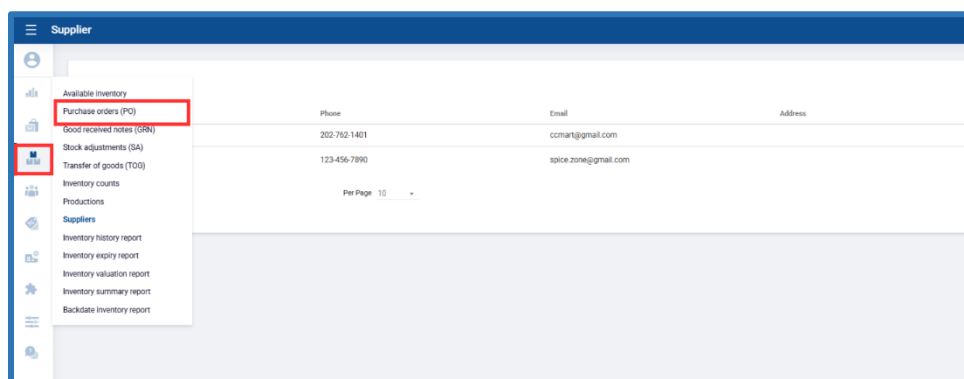 Supplier
Available inventory
Purchase orders (PO)
Good received notes (GRN)
Stock adjustments (SA)
Transfer of goods (TOG)
Inventory counts
Productions
Suppliers
Inventory history report
Inventory expiry report
Inventory valuation report
Inventory summary report
Backdate inventory report
Phone Email Address
202-762-1401 ccmart@gmail.com
123-456-7890 spice.zone@gmail.com
Per Page 10